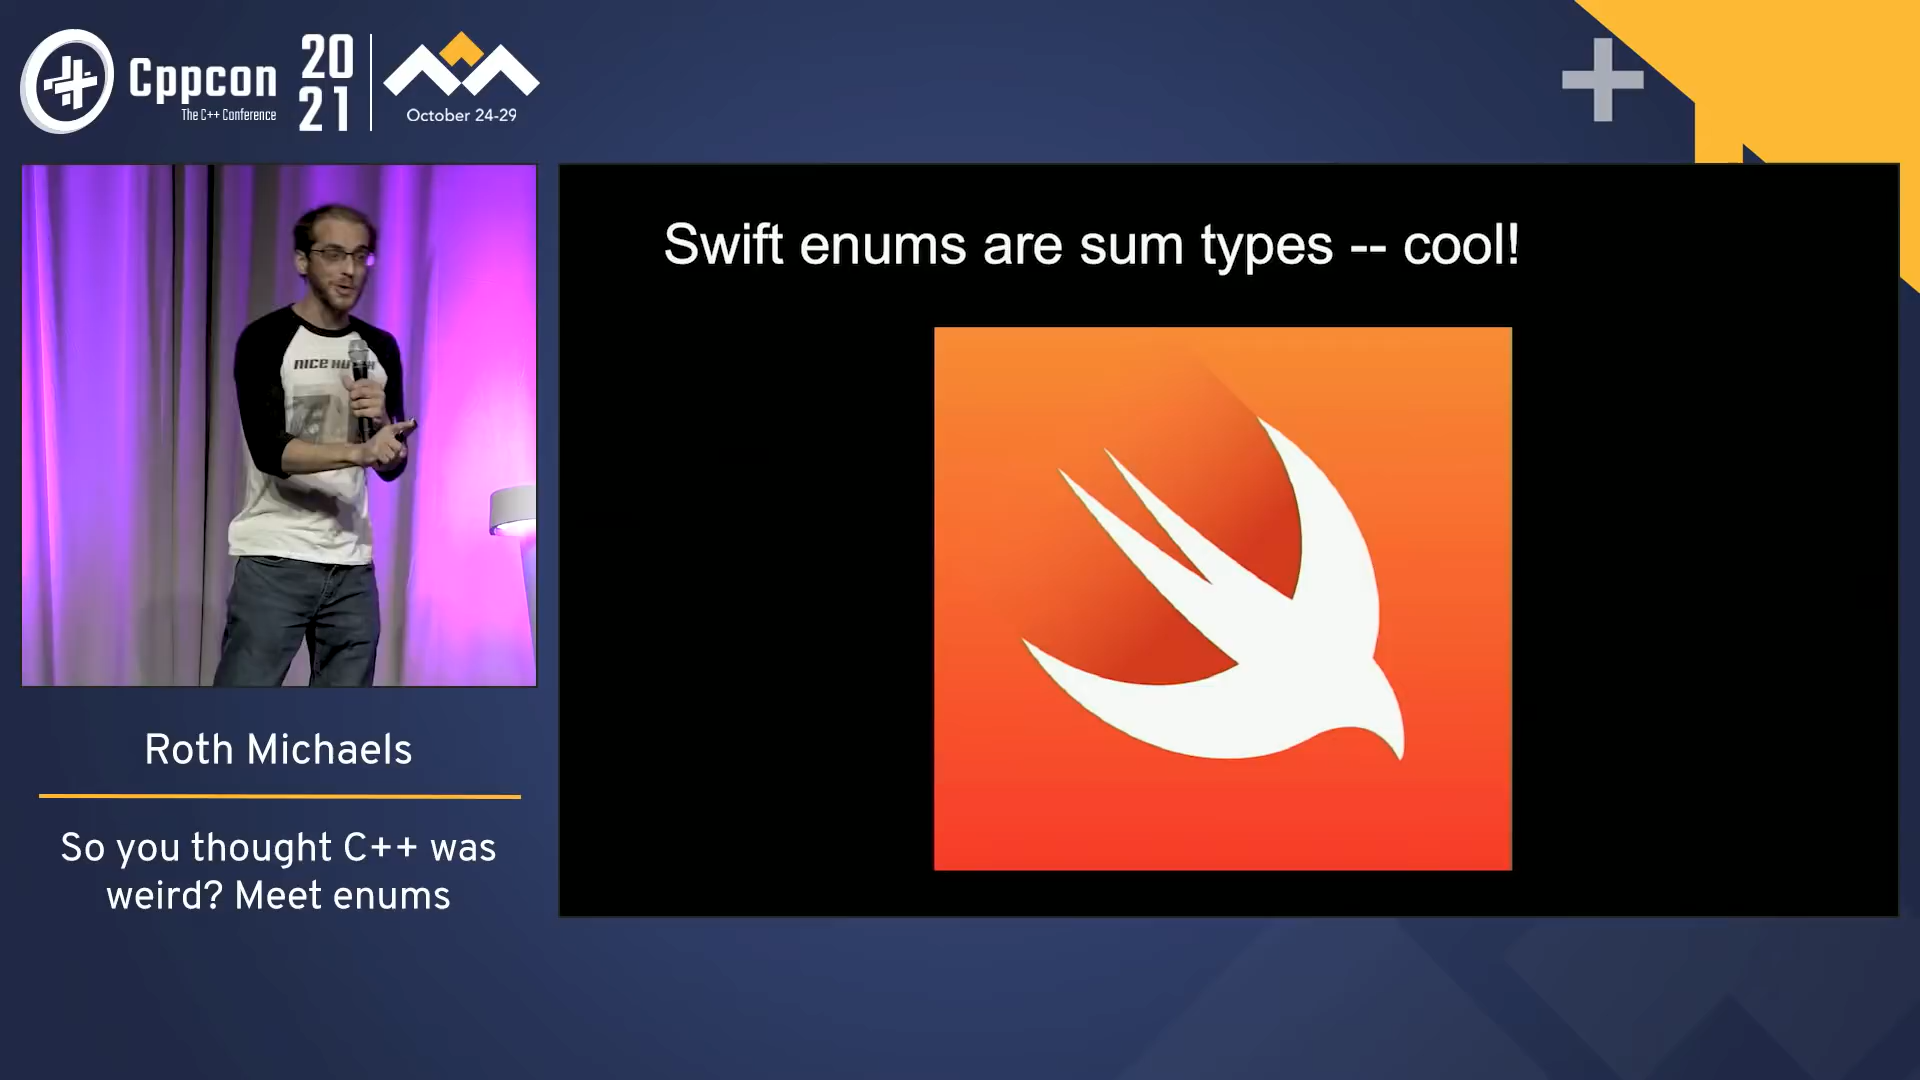 Cppcon
The C++ Conference
20
21
October 24-29
Swift enums are sum types -- cool!
NICE
Roth Michaels
So you thought C++ was
weird? Meet enums